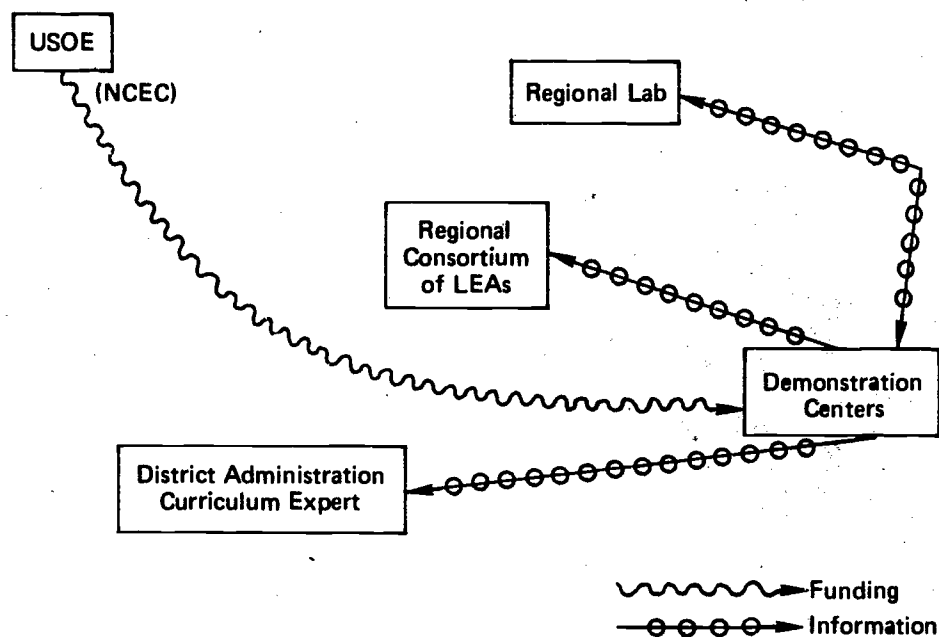 USOE
(NCEC)
Regional Lab
Regional
Consortium
of LEAs
Demonstration
Centers
District Administration
Curriculum Expert
Funding
Information